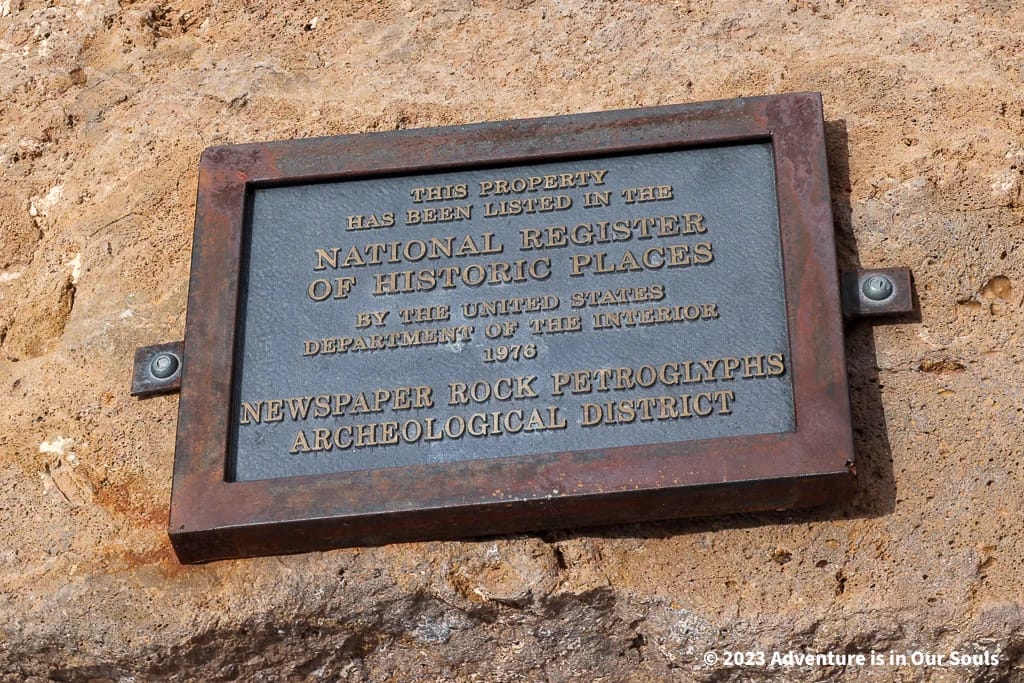 THIS PROPERTY
HAS BEEN LISTED IN THE
NATIONAL REGISTER
OF HISTORIC PLACES
BY THE UNITED STATES
DEPARTMENT OF THE INTERIOR
1976
NEWSPAPER ROCK PETROGLYPHS
ARCHEOLOGICAL DISTRICT
© 2023 Adventure is in Our Souls